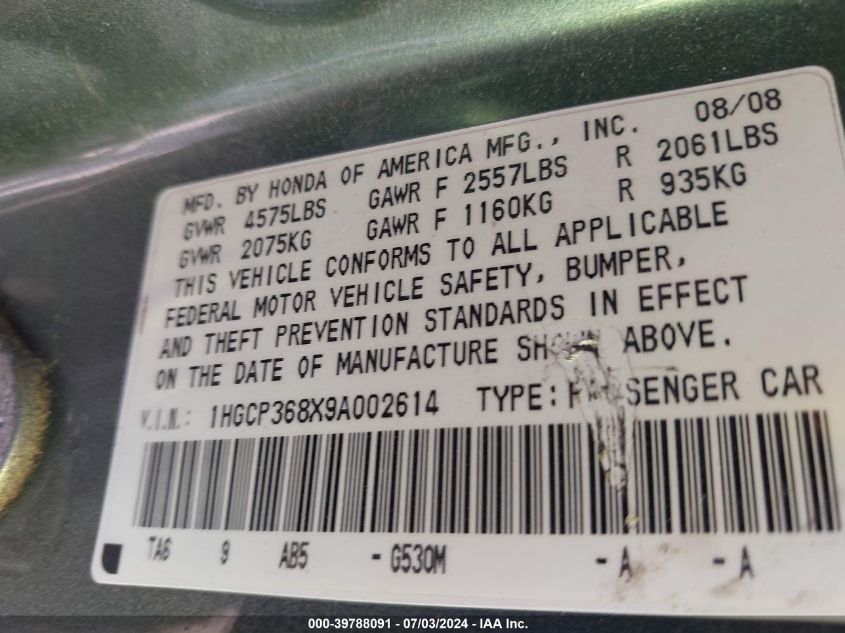 MFD. BY HONDA OF AMERICA MFG., INC. 08/08
GVWR 4575LBS GAWR F 2557LBS R 2061LBS
GVWR 2075KG GAWR F 1160KG R 935KG
THIS VEHICLE CONFORMS TO ALL APPLICABLE
FEDERAL MOTOR VEHICLE SAFETY, BUMPER,
AND THEFT PREVENTION STANDARDS IN EFFECT
ON THE DATE OF MANUFACTURE SHOWN ABOVE.
V.I.N.: 1HGCP368X9A002614 TYPE: PASSENGER CAR
TA6 9 AB5 - G530M - A - A
000-39788091 / 07/03/2024 - IAA Inc.